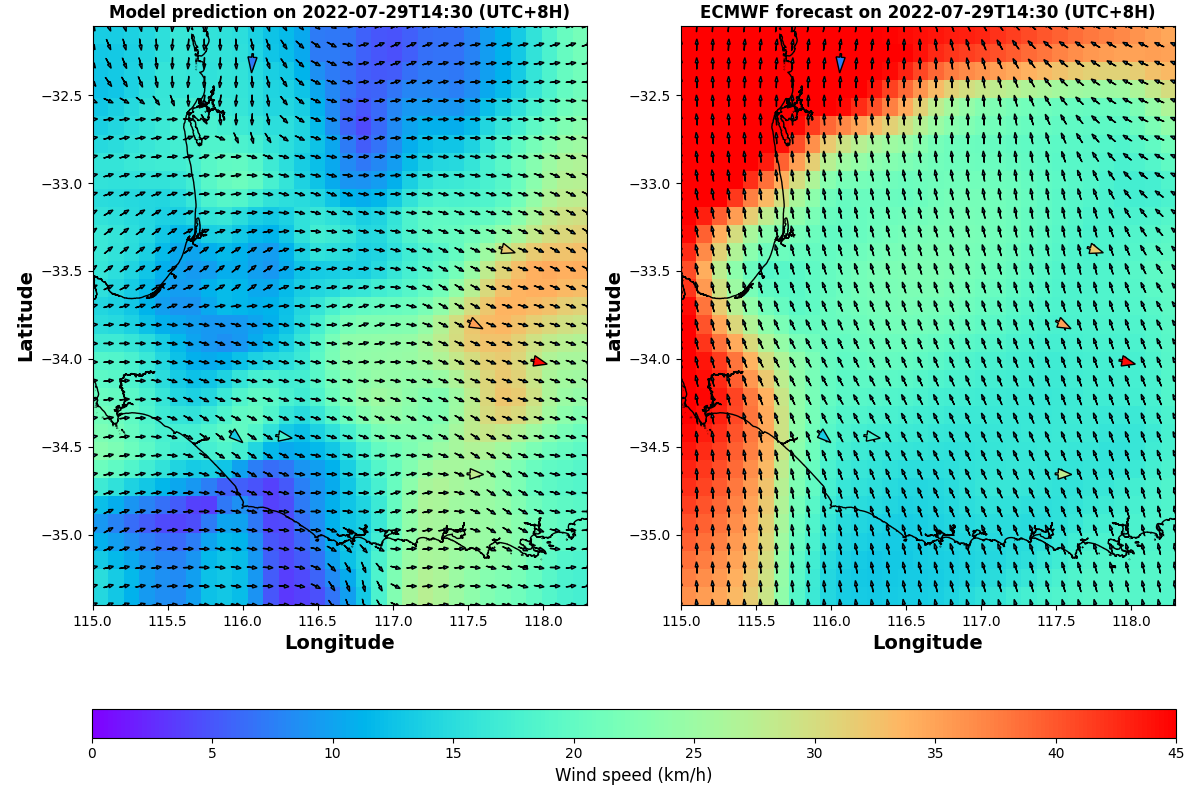 Model prediction on 2022-07-29T14:30 (UTC+8H)
ECMWF forecast on 2022-07-29T14:30 (UTC+8H)
−32.5
−33.0
−33.5
−34.0
−34.5
−35.0
Latitude
115.0 115.5 116.0 116.5 117.0 117.5 118.0
Longitude
−32.5
−33.0
−33.5
−34.0
−34.5
−35.0
Latitude
115.0 115.5 116.0 116.5 117.0 117.5 118.0
Longitude
0 5 10 15 20 25 30 35 40 45
Wind speed (km/h)